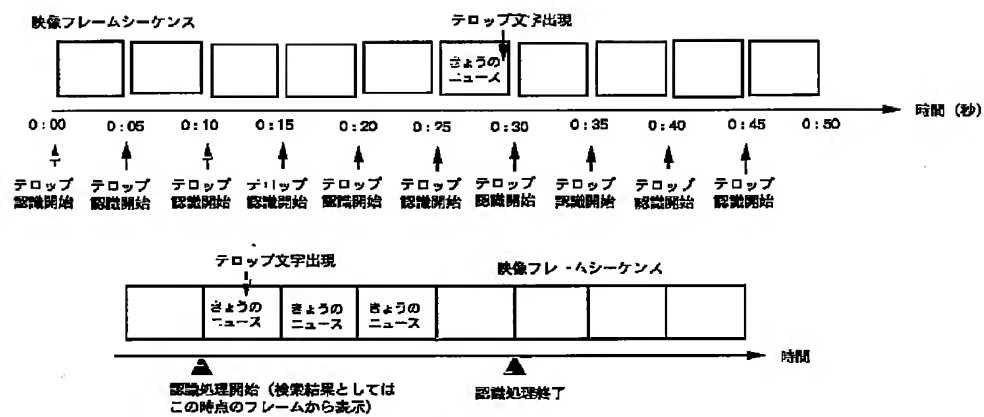 映像フレームシーケンス
テロップ文字出現
きょうの
ニュース
時間 (秒)
0:00 0:05 0:10 0:15 0:20 0:25 0:30 0:35 0:40 0:45 0:50
テロップ テロップ テロップ テロップ テロップ テロップ テロップ テロップ テロップ テロップ
認識開始 認識開始 認識開始 認識開始 認識開始 認識開始 認識開始 認識開始 認識開始 認識開始
テロップ文字出現
映像フレームシーケンス
きょうの きょうの きょうの
ニュース ニュース ニュース
時間
認識処理開始（検索結果としては
この時点のフレームから表示）
認識処理終了